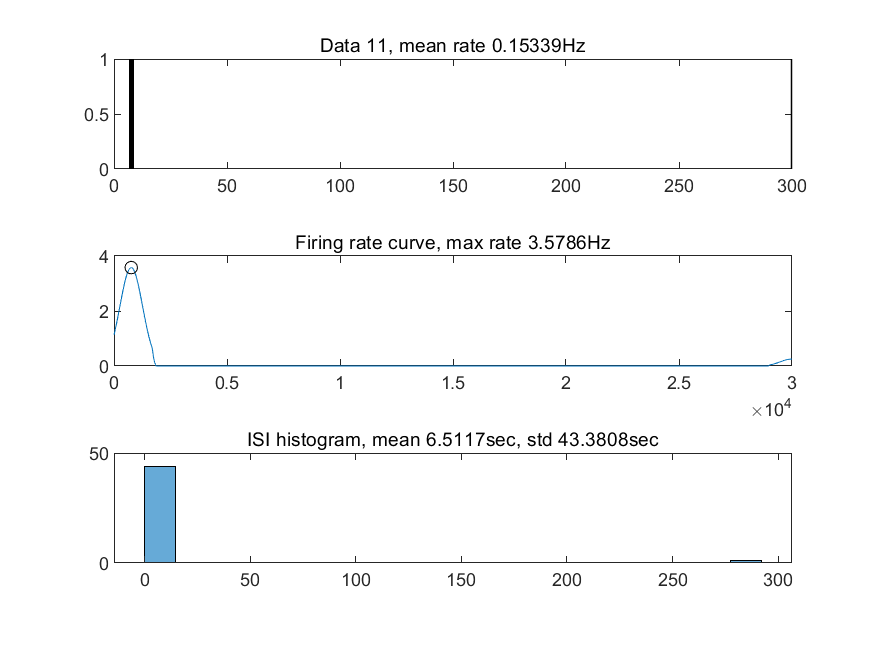 Data 11, mean rate 0.15339Hz
1
0.5
0
0 50 100 150 200 250 300
Firing rate curve, max rate 3.5786Hz
4
2
0
0 0.5 1 1.5 2 2.5 3
×10^4
ISI histogram, mean 6.5117sec, std 43.3808sec
50
0
0 50 100 150 200 250 300